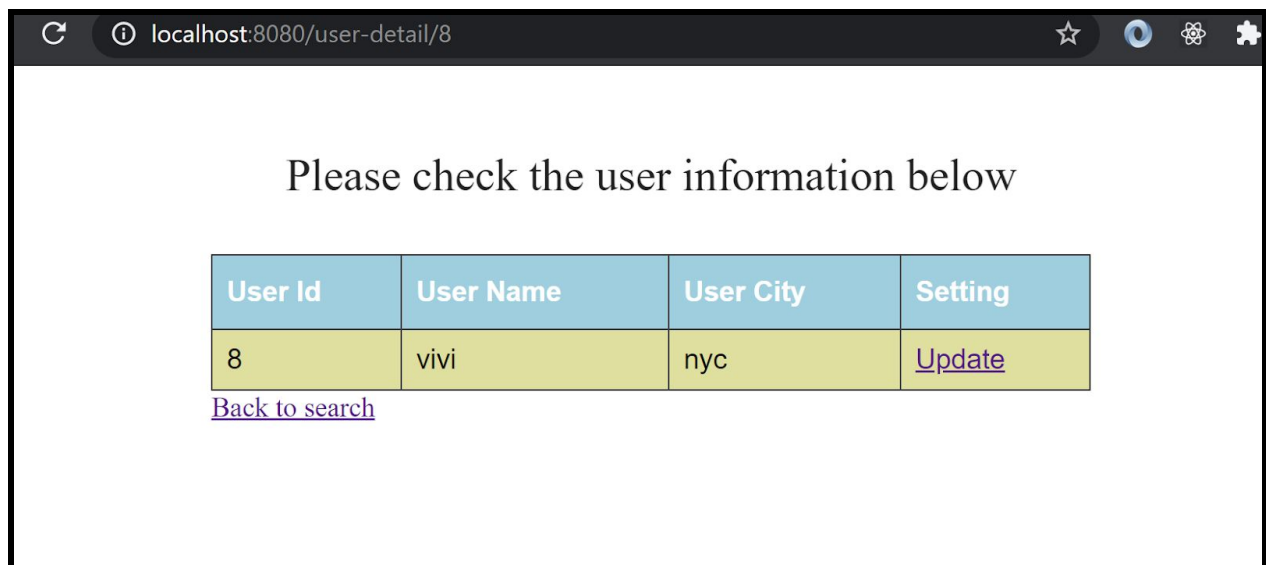 localhost:8080/user-detail/8
Please check the user information below
User Id User Name User City Setting
8 vivi nyc Update
Back to search